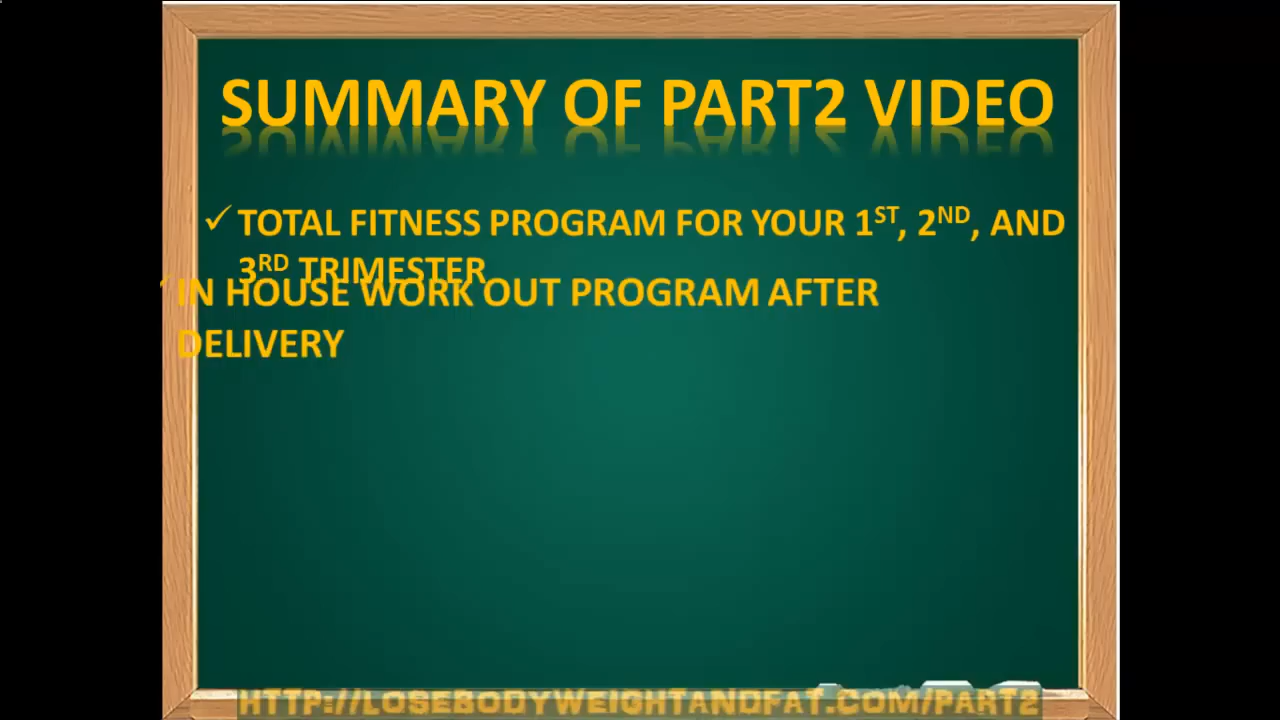 SUMMARY OF PART2 VIDEO
✓ TOTAL FITNESS PROGRAM FOR YOUR 1ST, 2ND, AND
3RD TRIMESTER
IN HOUSE WORK OUT PROGRAM AFTER
DELIVERY
HTTP://LOSEBODYWEIGHTANDFAT.COM/PART2